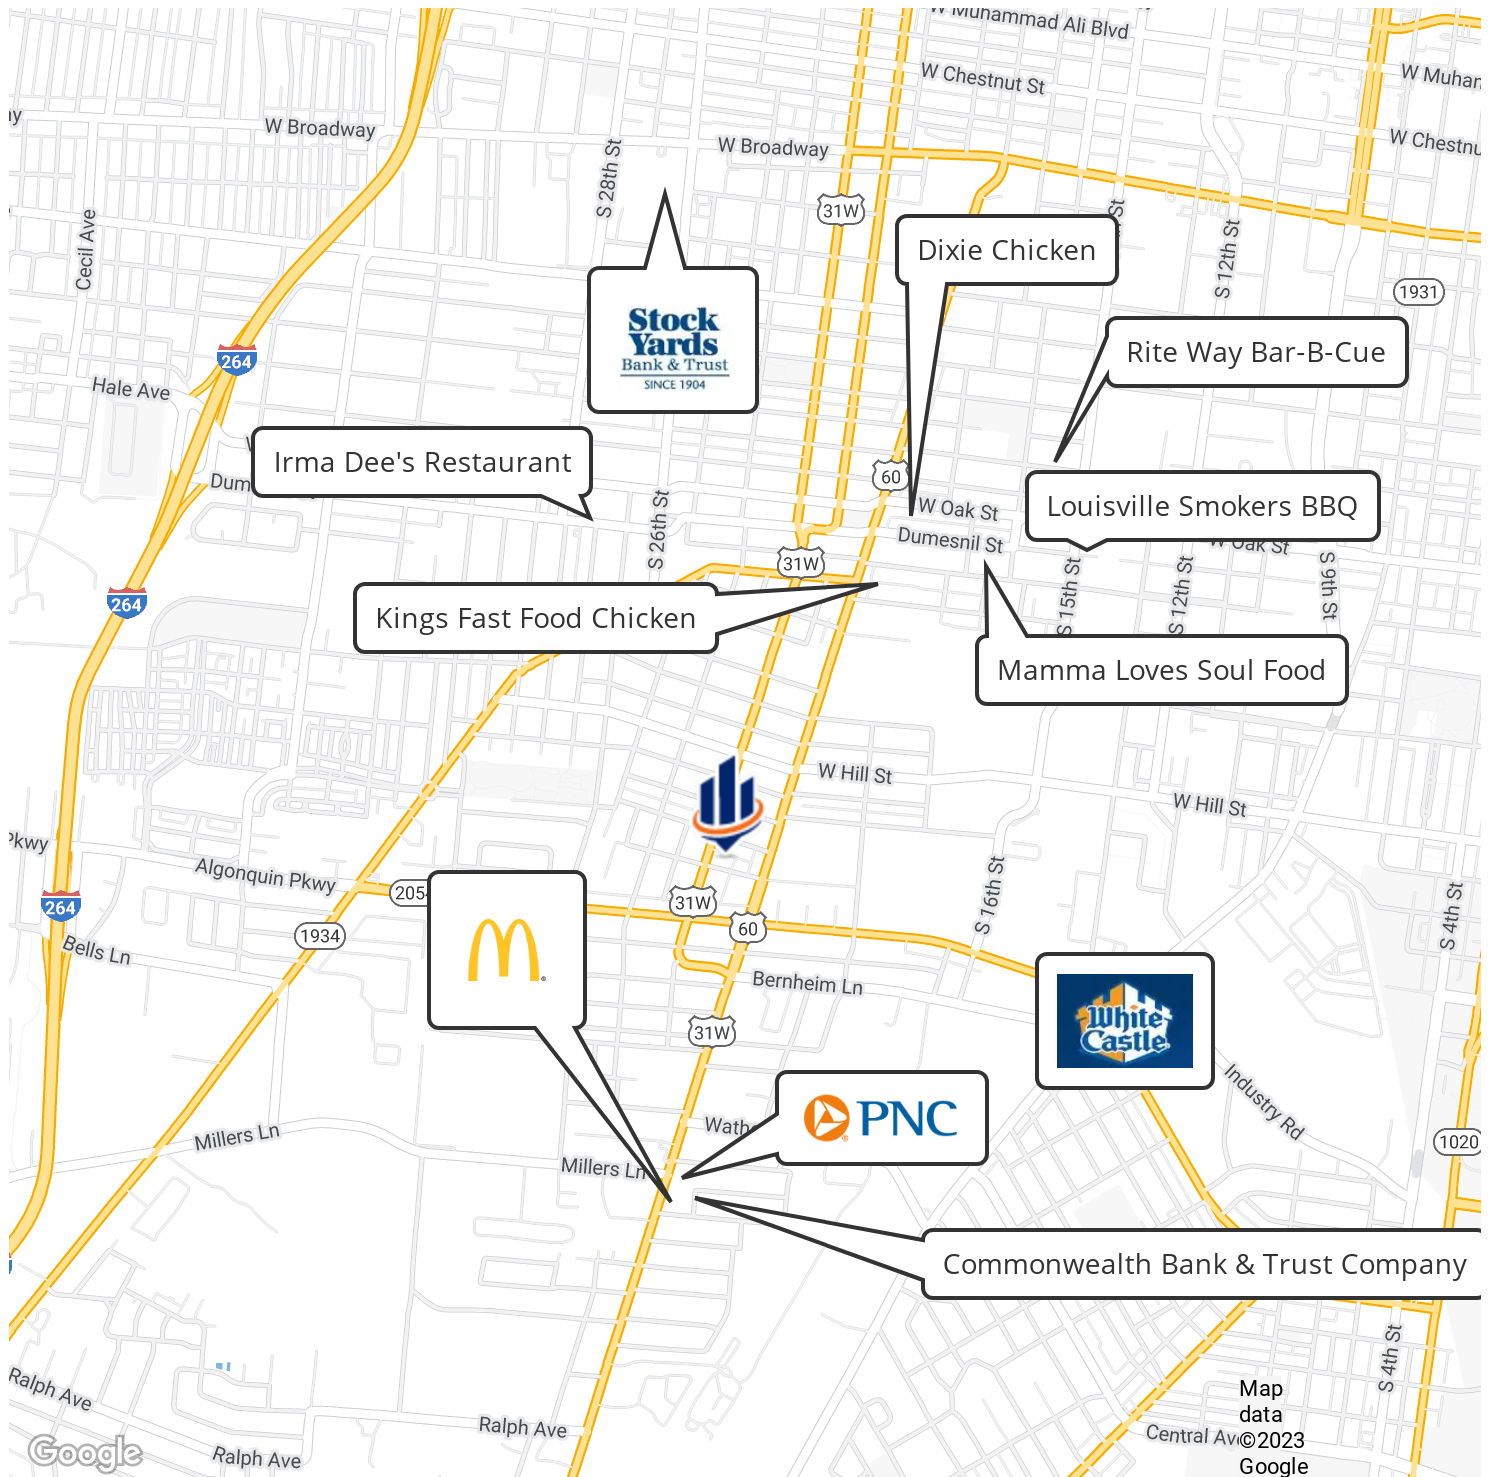 W Muhammad Ali Blvd
W Chestnut St
W Muhan
W Broadway
W Broadway
W Chestnu
S 28th St
Cecil Ave
31W
St
S 12th St
Dixie Chicken
1931
Stock
Yards
Bank & Trust
SINCE 1904
264
Rite Way Bar-B-Cue
Hale Ave
Irma Dee's Restaurant
Dum
60
W Oak St
Louisville Smokers BBQ
Dumesnil St
W Oak St
S 26th St
31W
S 15th St
S 12th St
S 9th St
264
Kings Fast Food Chicken
Mamma Loves Soul Food
W Hill St
W Hill St
Pkwy
Algonquin Pkwy
2054
31W
S 16th St
264
1934
60
S 4th St
Bells Ln
Bernheim Ln
31W
White
Castle
Industry Rd
PNC
Wath
Millers Ln
Millers Ln
1020
Commonwealth Bank & Trust Company
S 4th St
Ralph Ave
Ralph Ave
Ralph Ave
Central Av
Google
Map
data
©2023
Google